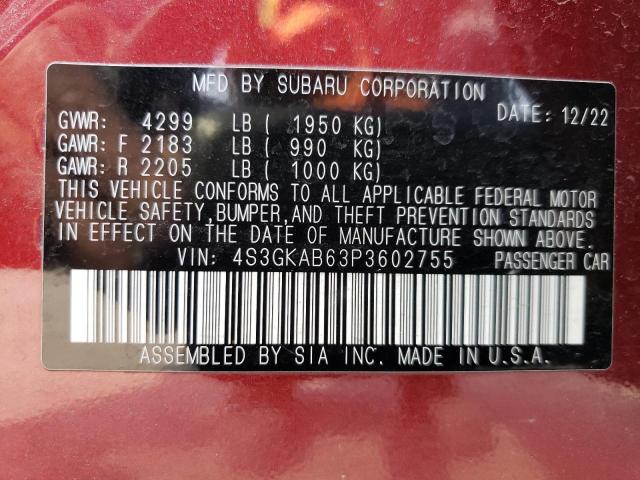 MFD BY SUBARU CORPORATION
DATE: 12/22
GVWR: 4299 LB ( 1950 KG)
GAWR: F 2183 LB ( 990 KG)
GAWR: R 2205 LB ( 1000 KG)
THIS VEHICLE CONFORMS TO ALL APPLICABLE FEDERAL MOTOR
VEHICLE SAFETY,BUMPER,AND THEFT PREVENTION STANDARDS
IN EFFECT ON THE DATE OF MANUFACTURE SHOWN ABOVE.
VIN: 4S3GKAB63P3602755 PASSENGER CAR
ASSEMBLED BY SIA INC. MADE IN U.S.A.